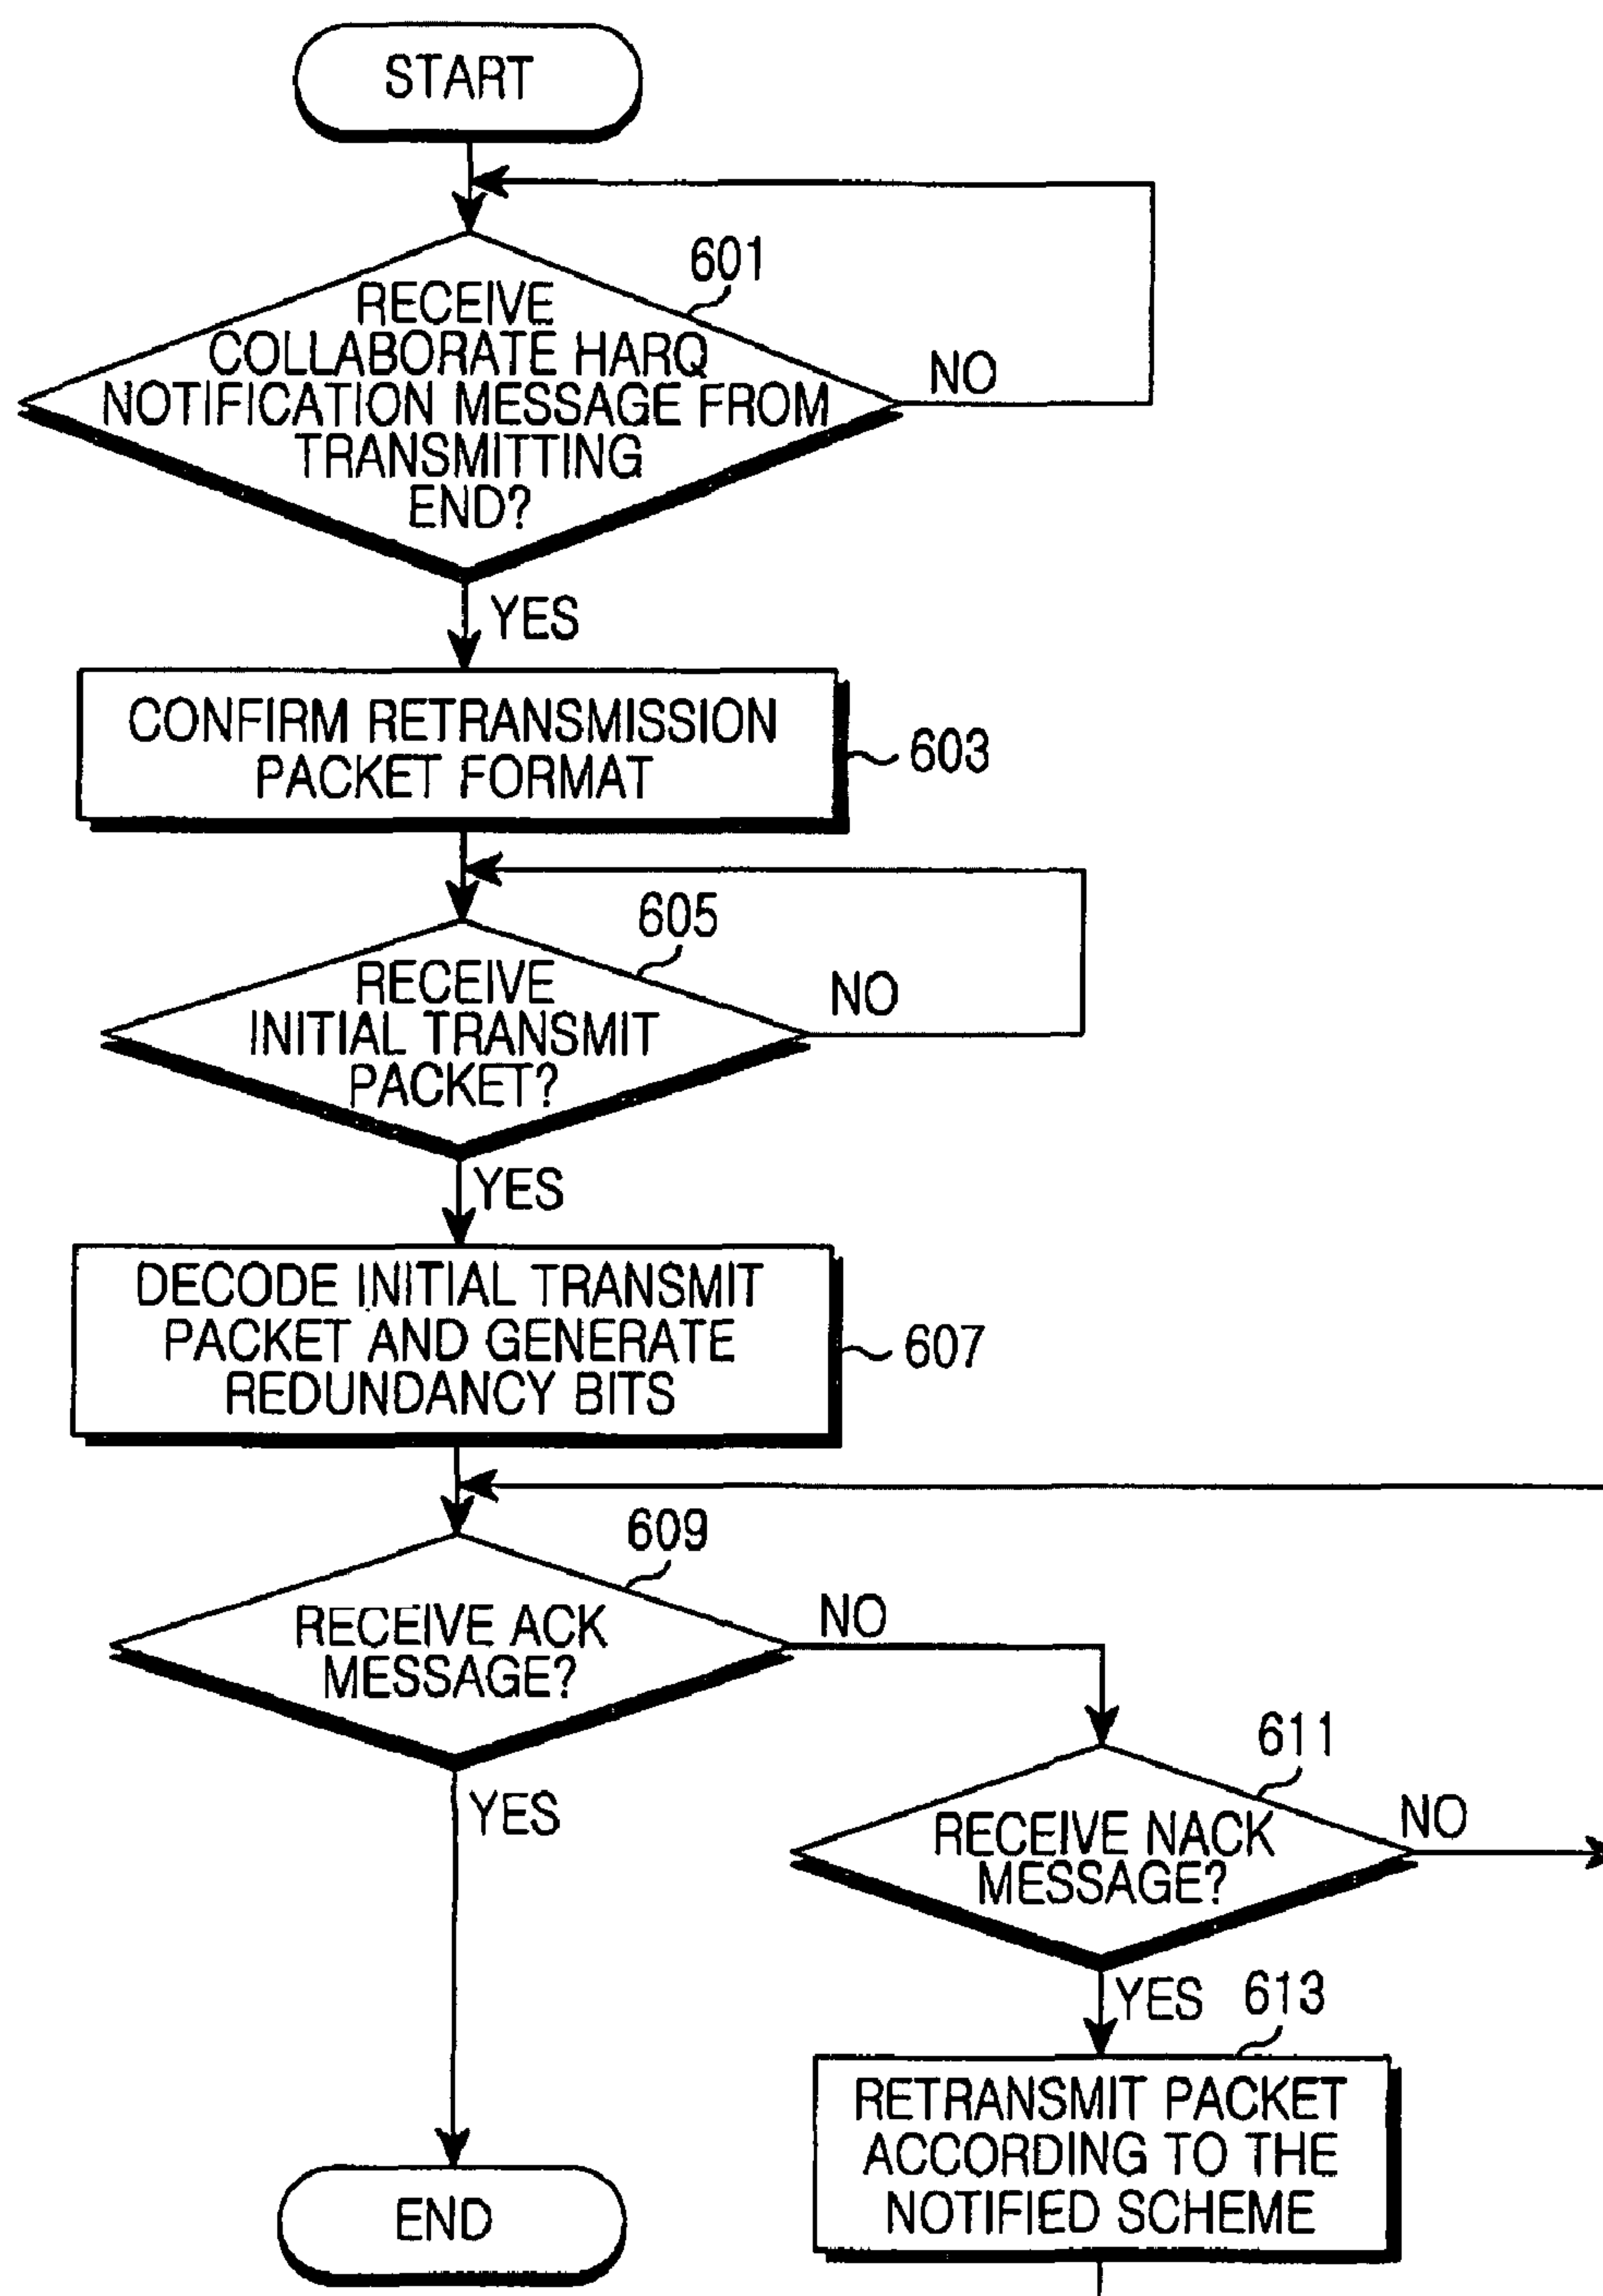 START
601
RECEIVE
COLLABORATE HARQ
NOTIFICATION MESSAGE FROM
TRANSMITTING
END?
NO
YES
CONFIRM RETRANSMISSION
PACKET FORMAT
603
605
RECEIVE
INITIAL TRANSMIT
PACKET?
NO
YES
DECODE INITIAL TRANSMIT
PACKET AND GENERATE
REDUNDANCY BITS
607
609
RECEIVE ACK
MESSAGE?
NO
YES
611
RECEIVE NACK
MESSAGE?
NO
YES
613
RETRANSMIT PACKET
ACCORDING TO THE
NOTIFIED SCHEME
END